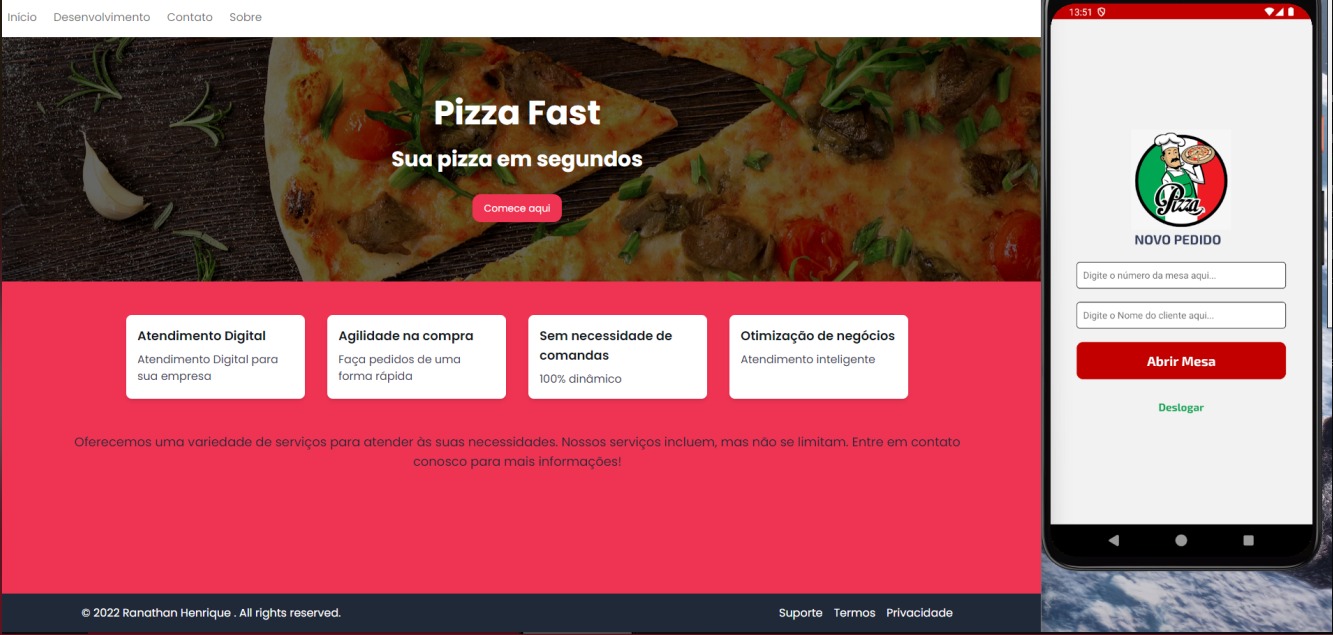 Início Desenvolvimento Contato Sobre
Pizza Fast
Sua pizza em segundos
Comece aqui
Atendimento Digital
Atendimento Digital para
sua empresa
Agilidade na compra
Faça pedidos de uma
forma rápida
Sem necessidade de
comandas
100% dinâmico
Otimização de negócios
Atendimento inteligente
Oferecemos uma variedade de serviços para atender às suas necessidades. Nossos serviços incluem, mas não se limitam. Entre em contato
conosco para mais informações!
© 2022 Ranathan Henrique . All rights reserved.
Suporte Termos Privacidade
13:51
Pizza
NOVO PEDIDO
Digite o número da mesa aqui...
Digite o Nome do cliente aqui...
Abrir Mesa
Deslogar